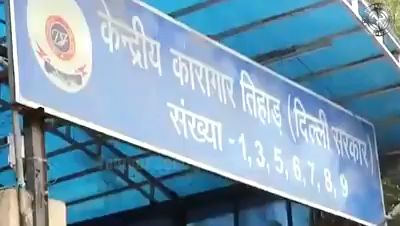 केन्द्रीय कारागार तिहाड़ (दिल्ली सरकार)
संख्या - 1, 3, 5, 6, 7, 8, 9